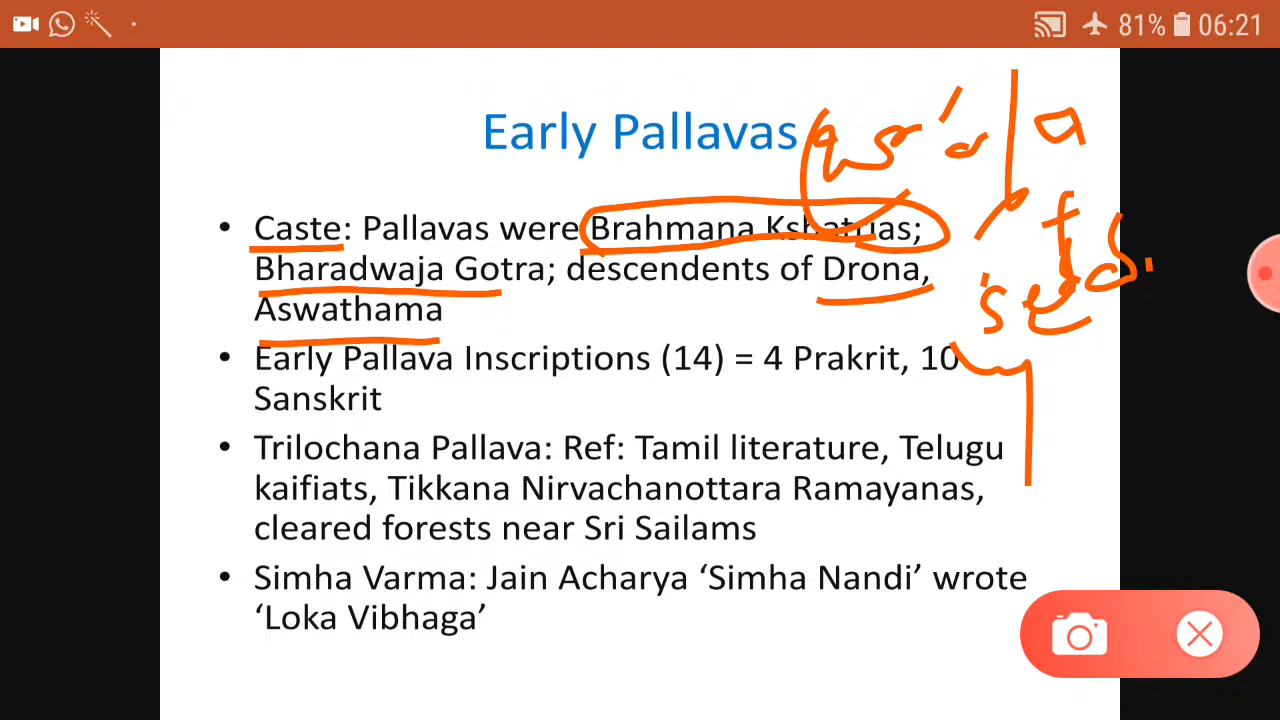 81% 06:21
Early Pallavas
• Caste: Pallavas were Brahmana Kshatrias;
Bharadwaja Gotra; descendents of Drona,
Aswathama
• Early Pallava Inscriptions (14) = 4 Prakrit, 10
Sanskrit
• Trilochana Pallava: Ref: Tamil literature, Telugu
kaifiats, Tikkana Nirvachanottara Ramayanas,
cleared forests near Sri Sailams
• Simha Varma: Jain Acharya ‘Simha Nandi’ wrote
‘Loka Vibhaga’